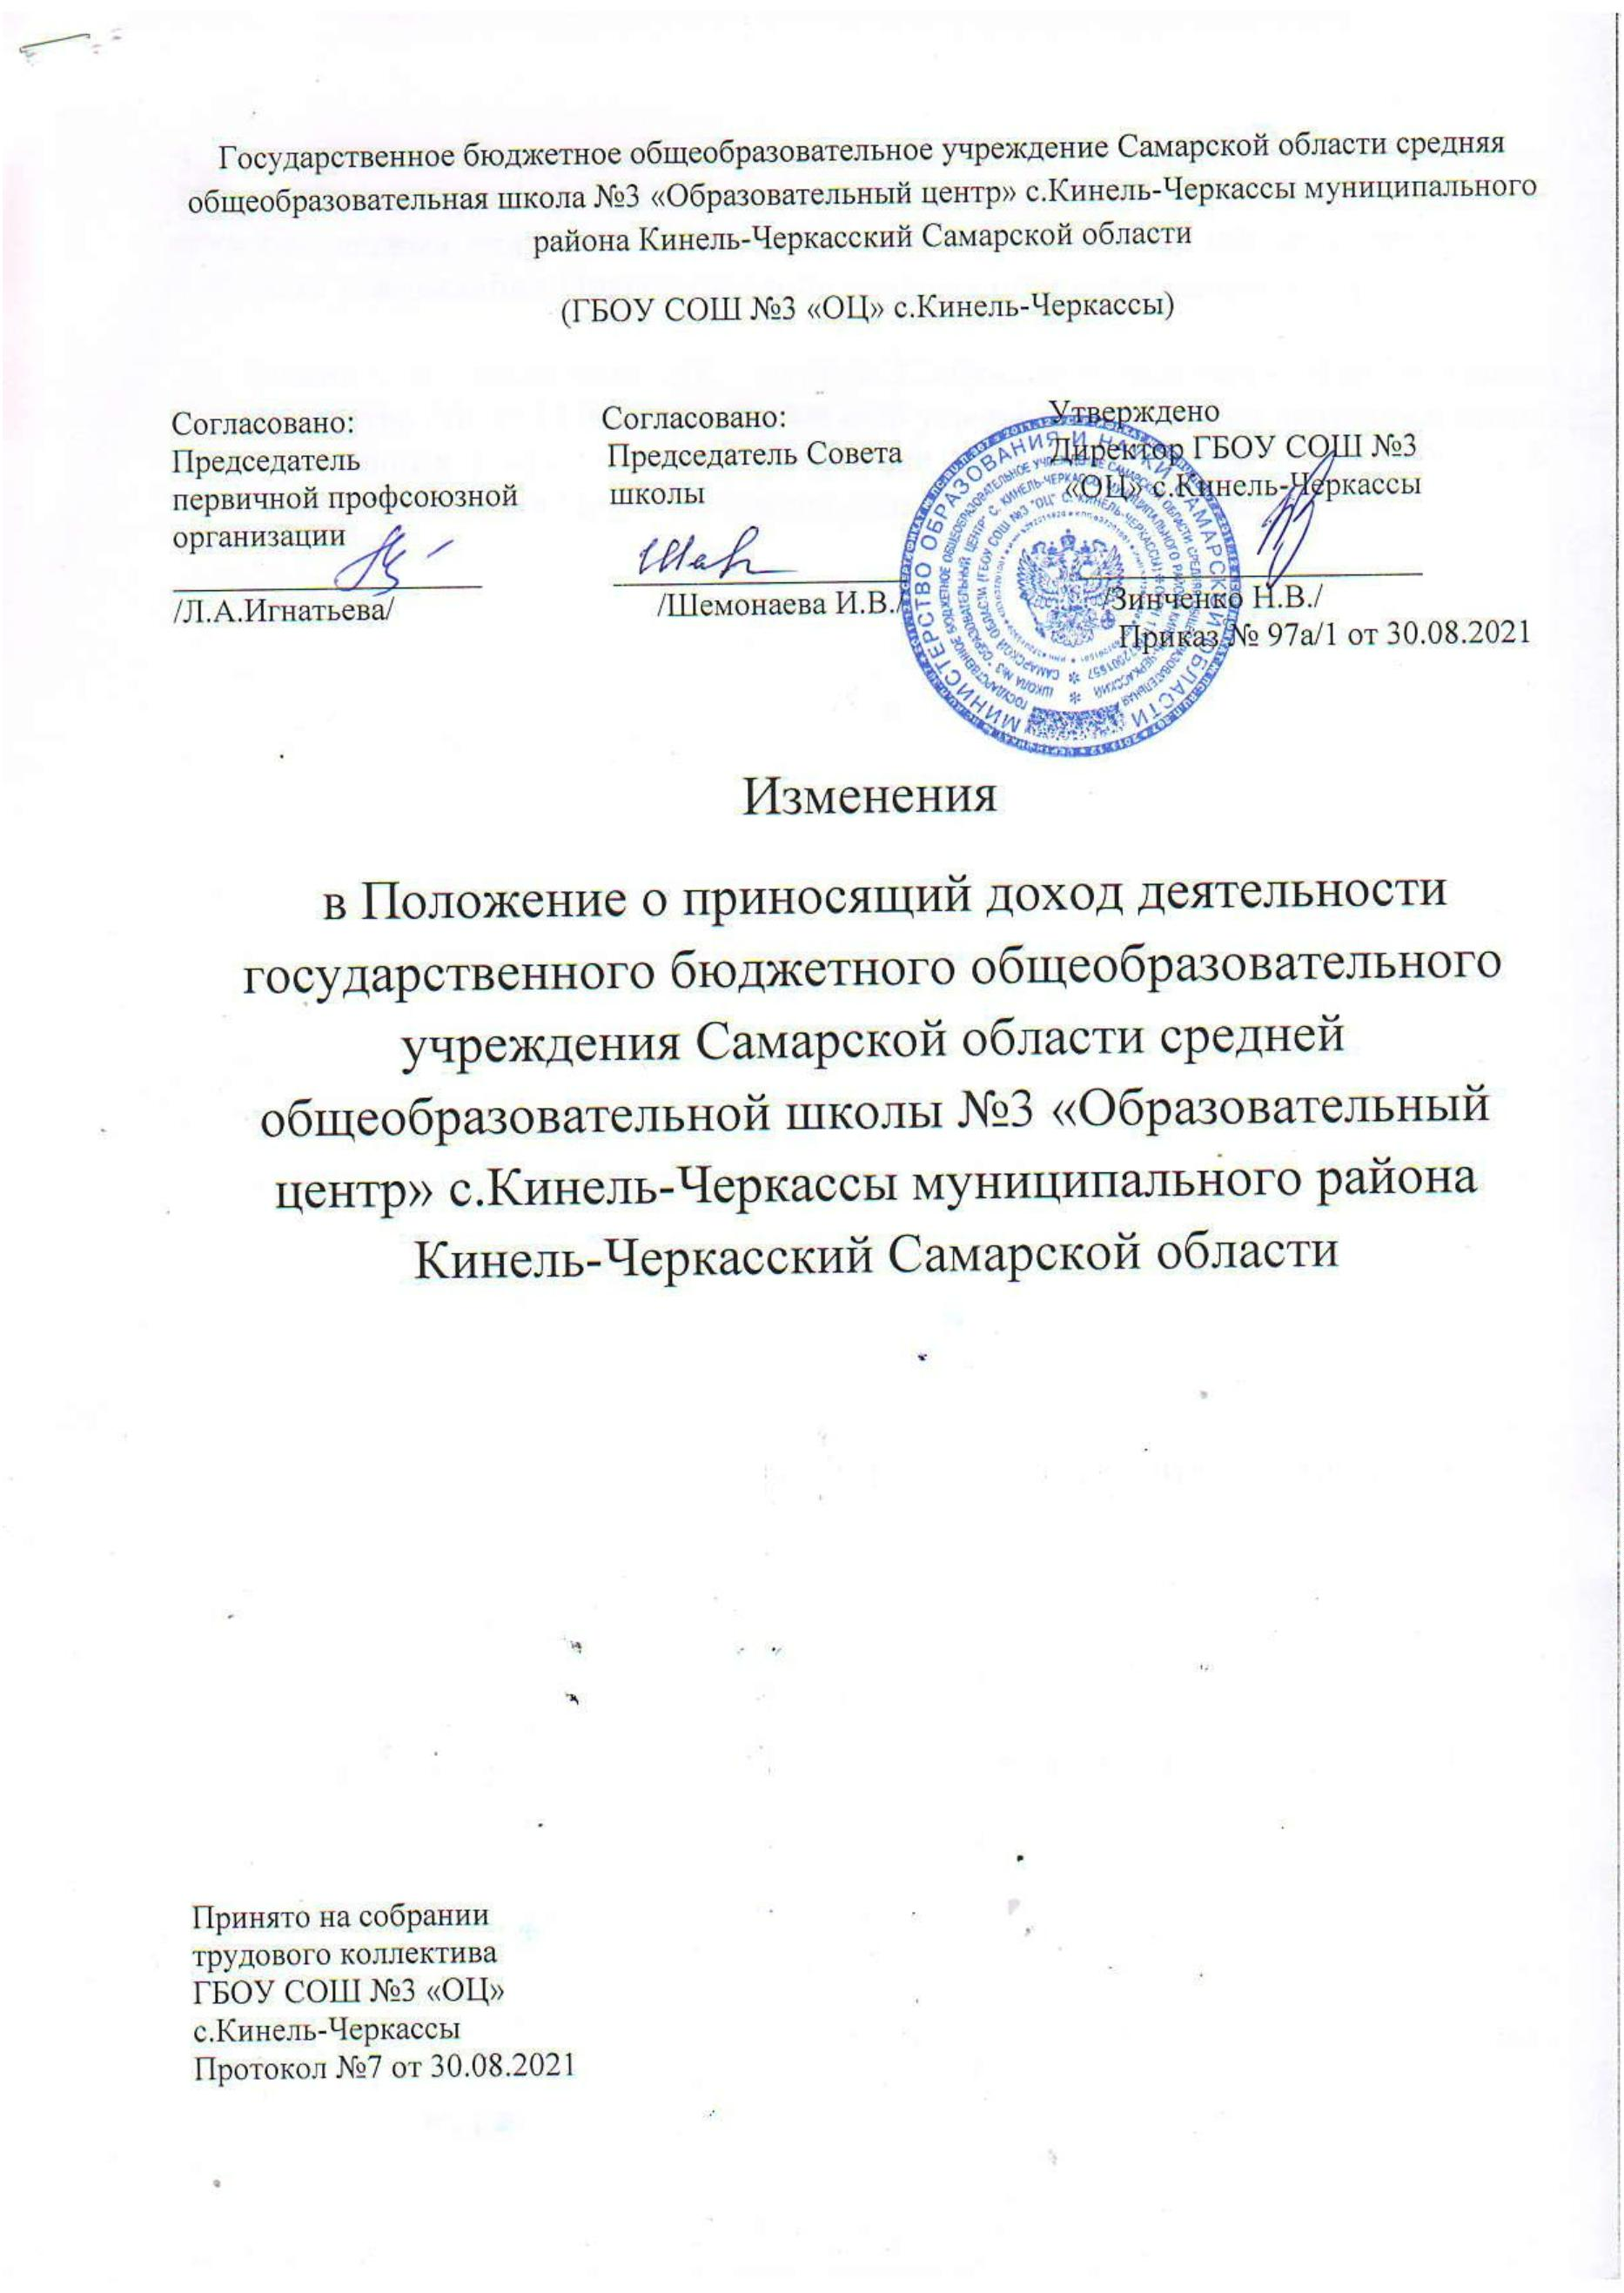 Государственное бюджетное общеобразовательное учреждение Самарской области средняя
общеобразовательная школа №3 «Образовательный центр» с.Кинель-Черкассы муниципального
района Кинель-Черкасский Самарской области
(ГБОУ СОШ №3 «ОЦ» с.Кинель-Черкассы)
Согласовано:
Председатель
первичной профсоюзной
организации
/Л.А.Игнатьева/
Согласовано:
Председатель Совета
школы
/Шемонаева И.В./
Утверждено
Директор ГБОУ СОШ №3
«ОЦ» с.Кинель-Черкассы
/Зинченко Н.В./
Приказ № 97а/1 от 30.08.2021
МИНИСТЕРСТВО ОБРАЗОВАНИЯ И НАУКИ САМАРСКОЙ ОБЛАСТИ
Изменения
в Положение о приносящий доход деятельности
государственного бюджетного общеобразовательного
учреждения Самарской области средней
общеобразовательной школы №3 «Образовательный
центр» с.Кинель-Черкассы муниципального района
Кинель-Черкасский Самарской области
Принято на собрании
трудового коллектива
ГБОУ СОШ №3 «ОЦ»
с.Кинель-Черкассы
Протокол №7 от 30.08.2021